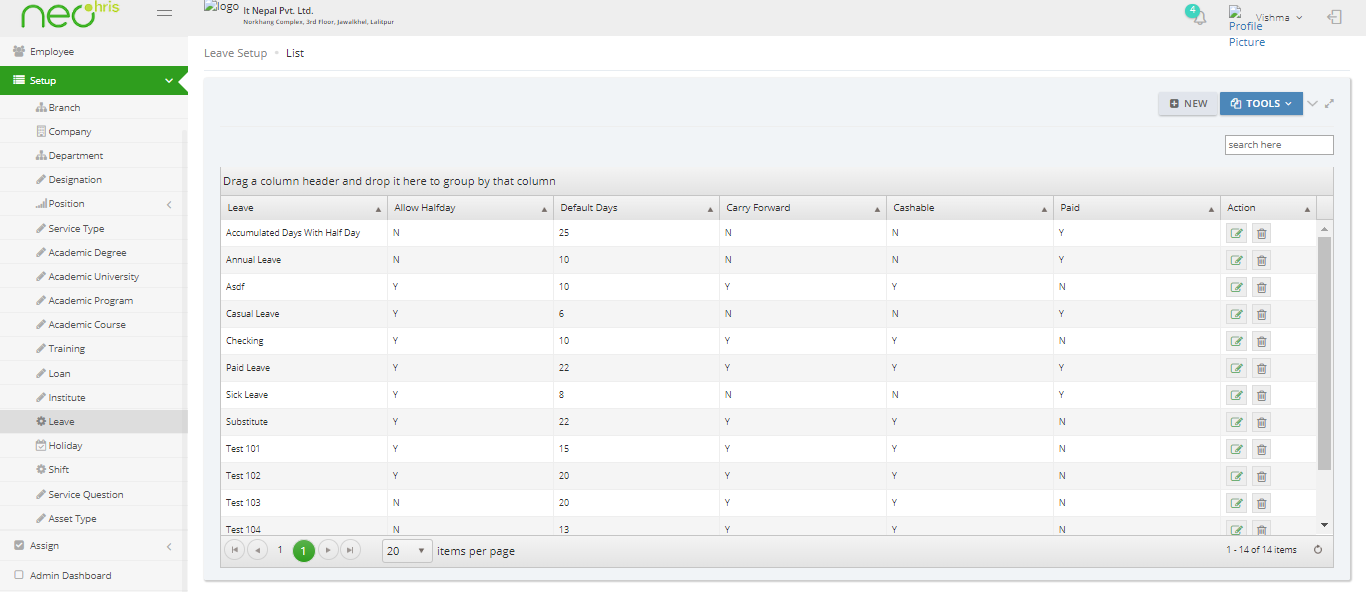 neo hris
logo
It Nepal Pvt. Ltd.
Norkhang Complex, 3rd Floor, Jawalkhel, Lalitpur
4
Profile Picture
Vishma
Employee
Setup
Branch
Company
Department
Designation
Position
Service Type
Academic Degree
Academic University
Academic Program
Academic Course
Training
Loan
Institute
Leave
Holiday
Shift
Service Question
Asset Type
Assign
Admin Dashboard
Leave Setup • List
NEW TOOLS
search here
Drag a column header and drop it here to group by that column
Leave Allow Halfday Default Days Carry Forward Cashable Paid Action
Accumulated Days With Half Day N 25 N N Y
Annual Leave N 10 N N Y
Asdf Y 10 Y Y N
Casual Leave Y 6 N N Y
Checking Y 10 Y Y N
Paid Leave Y 22 Y Y Y
Sick Leave Y 8 N N Y
Substitute Y 22 Y Y N
Test 101 Y 15 Y Y N
Test 102 Y 20 Y Y N
Test 103 N 20 Y Y N
Test 104 N 13 Y Y N
1 1 20 items per page 1 - 14 of 14 items